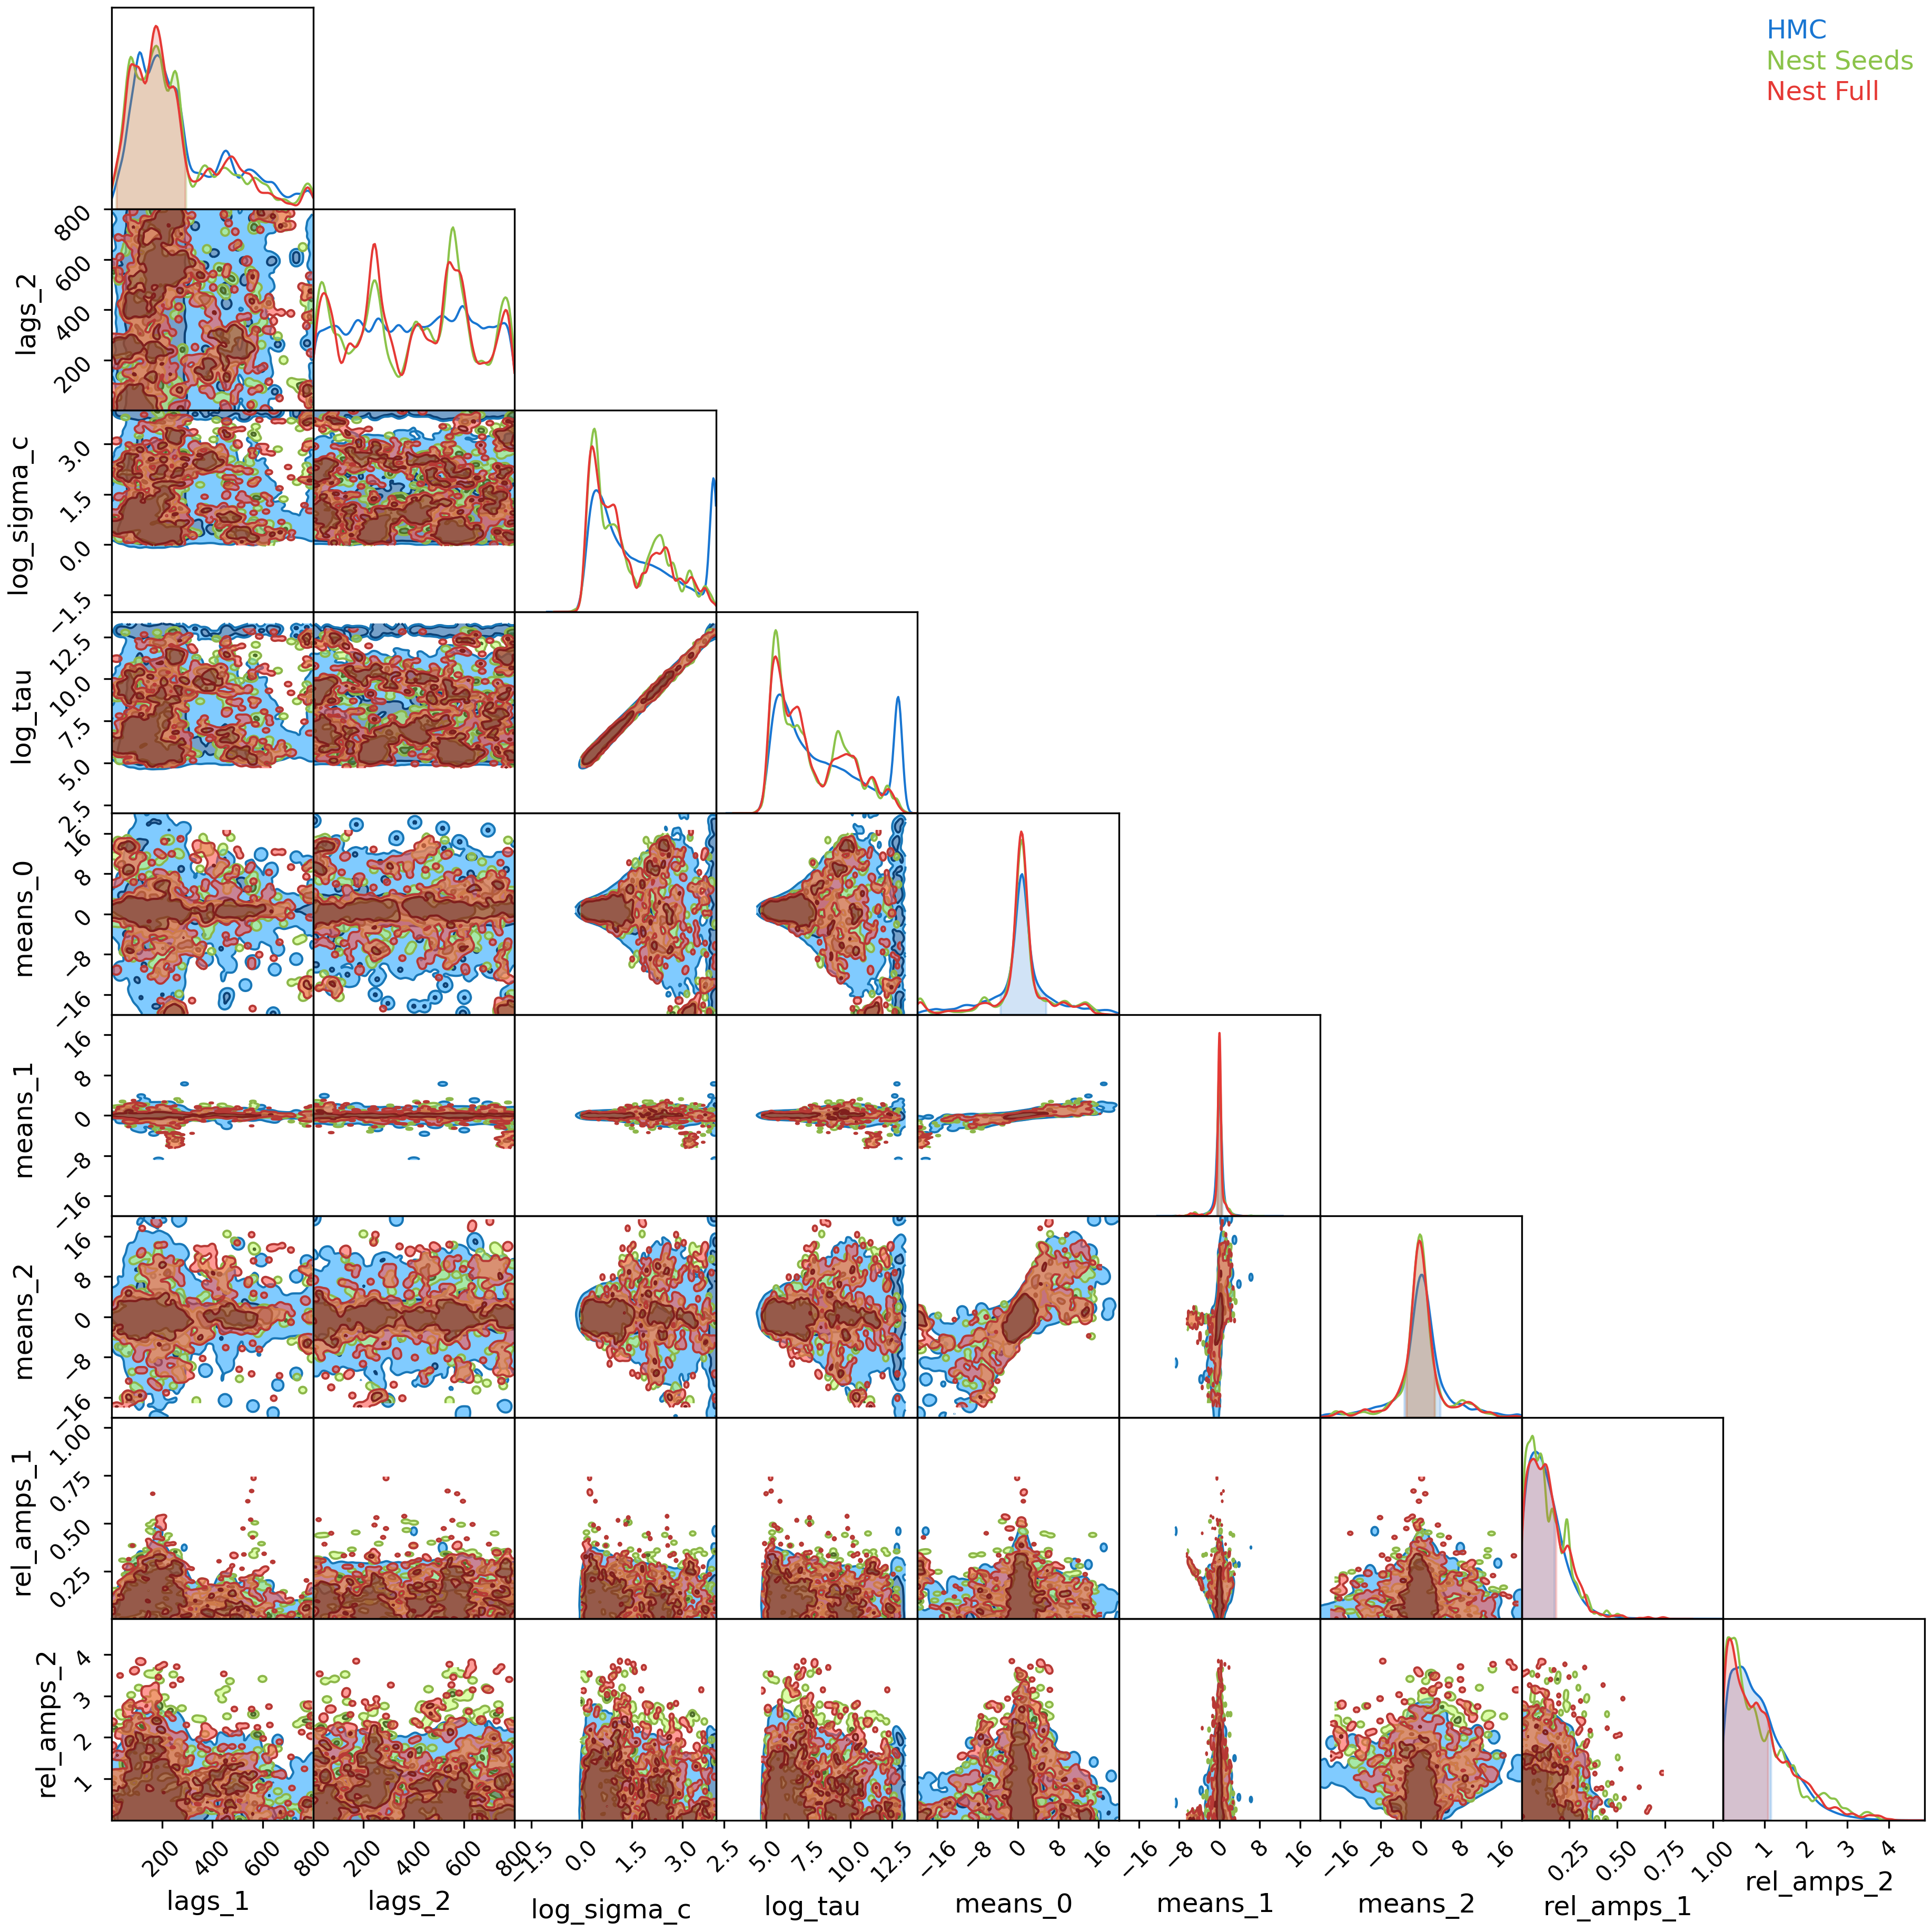 HMC
Nest Seeds
Nest Full
800
600
400
200
lags_2
3.0
1.5
0.0
−1.5
log_sigma_c
12.5
10.0
7.5
5.0
2.5
log_tau
16
8
0
−8
−16
means_0
16
8
0
−8
−16
means_1
16
8
0
−8
−16
means_2
1.00
0.75
0.50
0.25
rel_amps_1
4
3
2
1
rel_amps_2
200 400 600 800 200 400 600 800 −1.5 0.0 1.5 3.0 2.5 5.0 7.5 10.0 12.5 −16 −8 0 8 16 −16 −8 0 8 16 −16 −8 0 8 16 0.25 0.50 0.75 1.00 1 2 3 4
lags_1 lags_2 log_sigma_c log_tau means_0 means_1 means_2 rel_amps_1 rel_amps_2